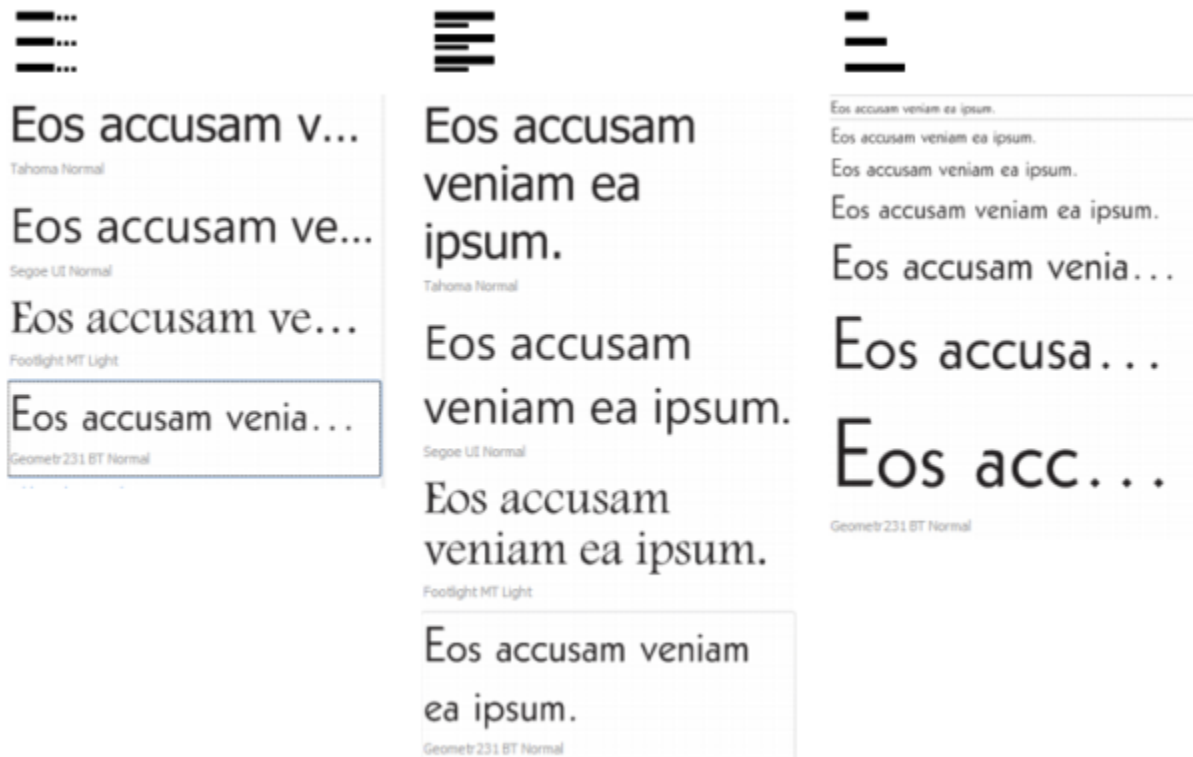 Eos accusam v...
Tahoma Normal
Eos accusam ve...
Segoe UI Normal
Eos accusam ve...
Footlight MT Light
Eos accusam venia...
Geometr231 BT Normal
Eos accusam
veniam ea
ipsum.
Tahoma Normal
Eos accusam
veniam ea ipsum.
Segoe UI Normal
Eos accusam
veniam ea ipsum.
Footlight MT Light
Eos accusam veniam
ea ipsum.
Geometr231 BT Normal
Eos accusam veniam ea ipsum.
Eos accusam veniam ea ipsum.
Eos accusam veniam ea ipsum.
Eos accusam veniam ea ipsum.
Eos accusam venia...
Eos accusa...
Eos acc...
Geometr231 BT Normal